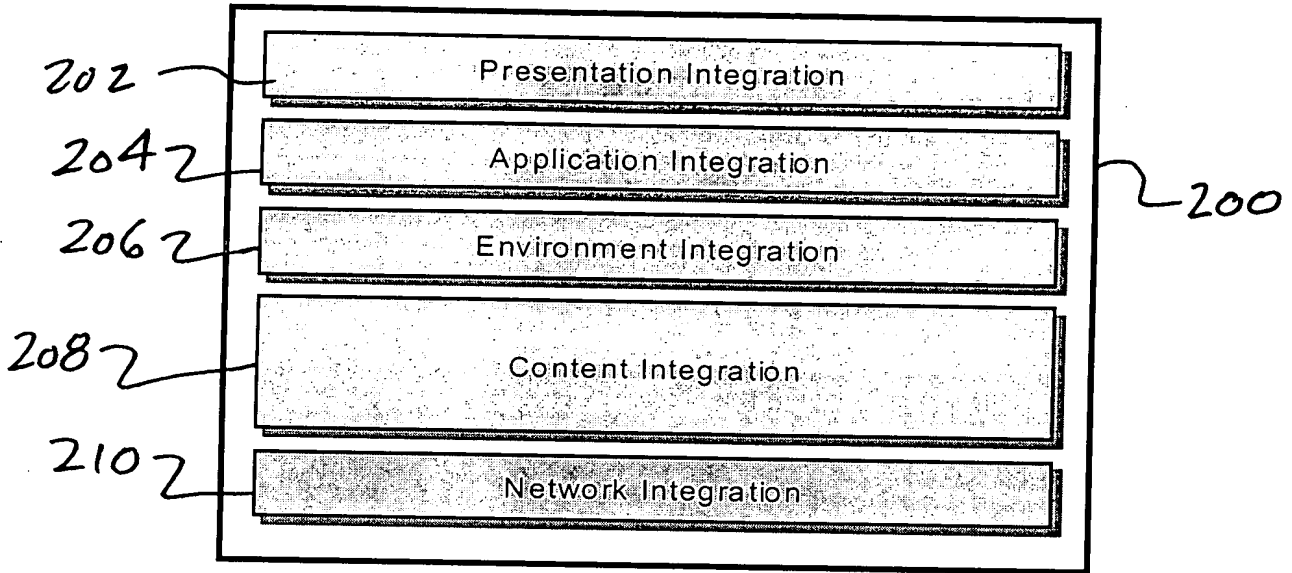 202
Presentation Integration
204
Application Integration
200
206
Environment Integration
208
Content Integration
210
Network Integration